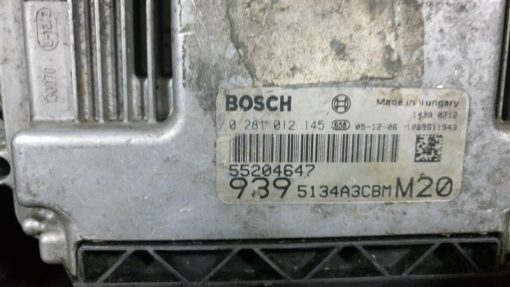 BOSCH
Made in Hungary
0 281 012 145 05-12-06
55204647
939 5134A3CBM M20